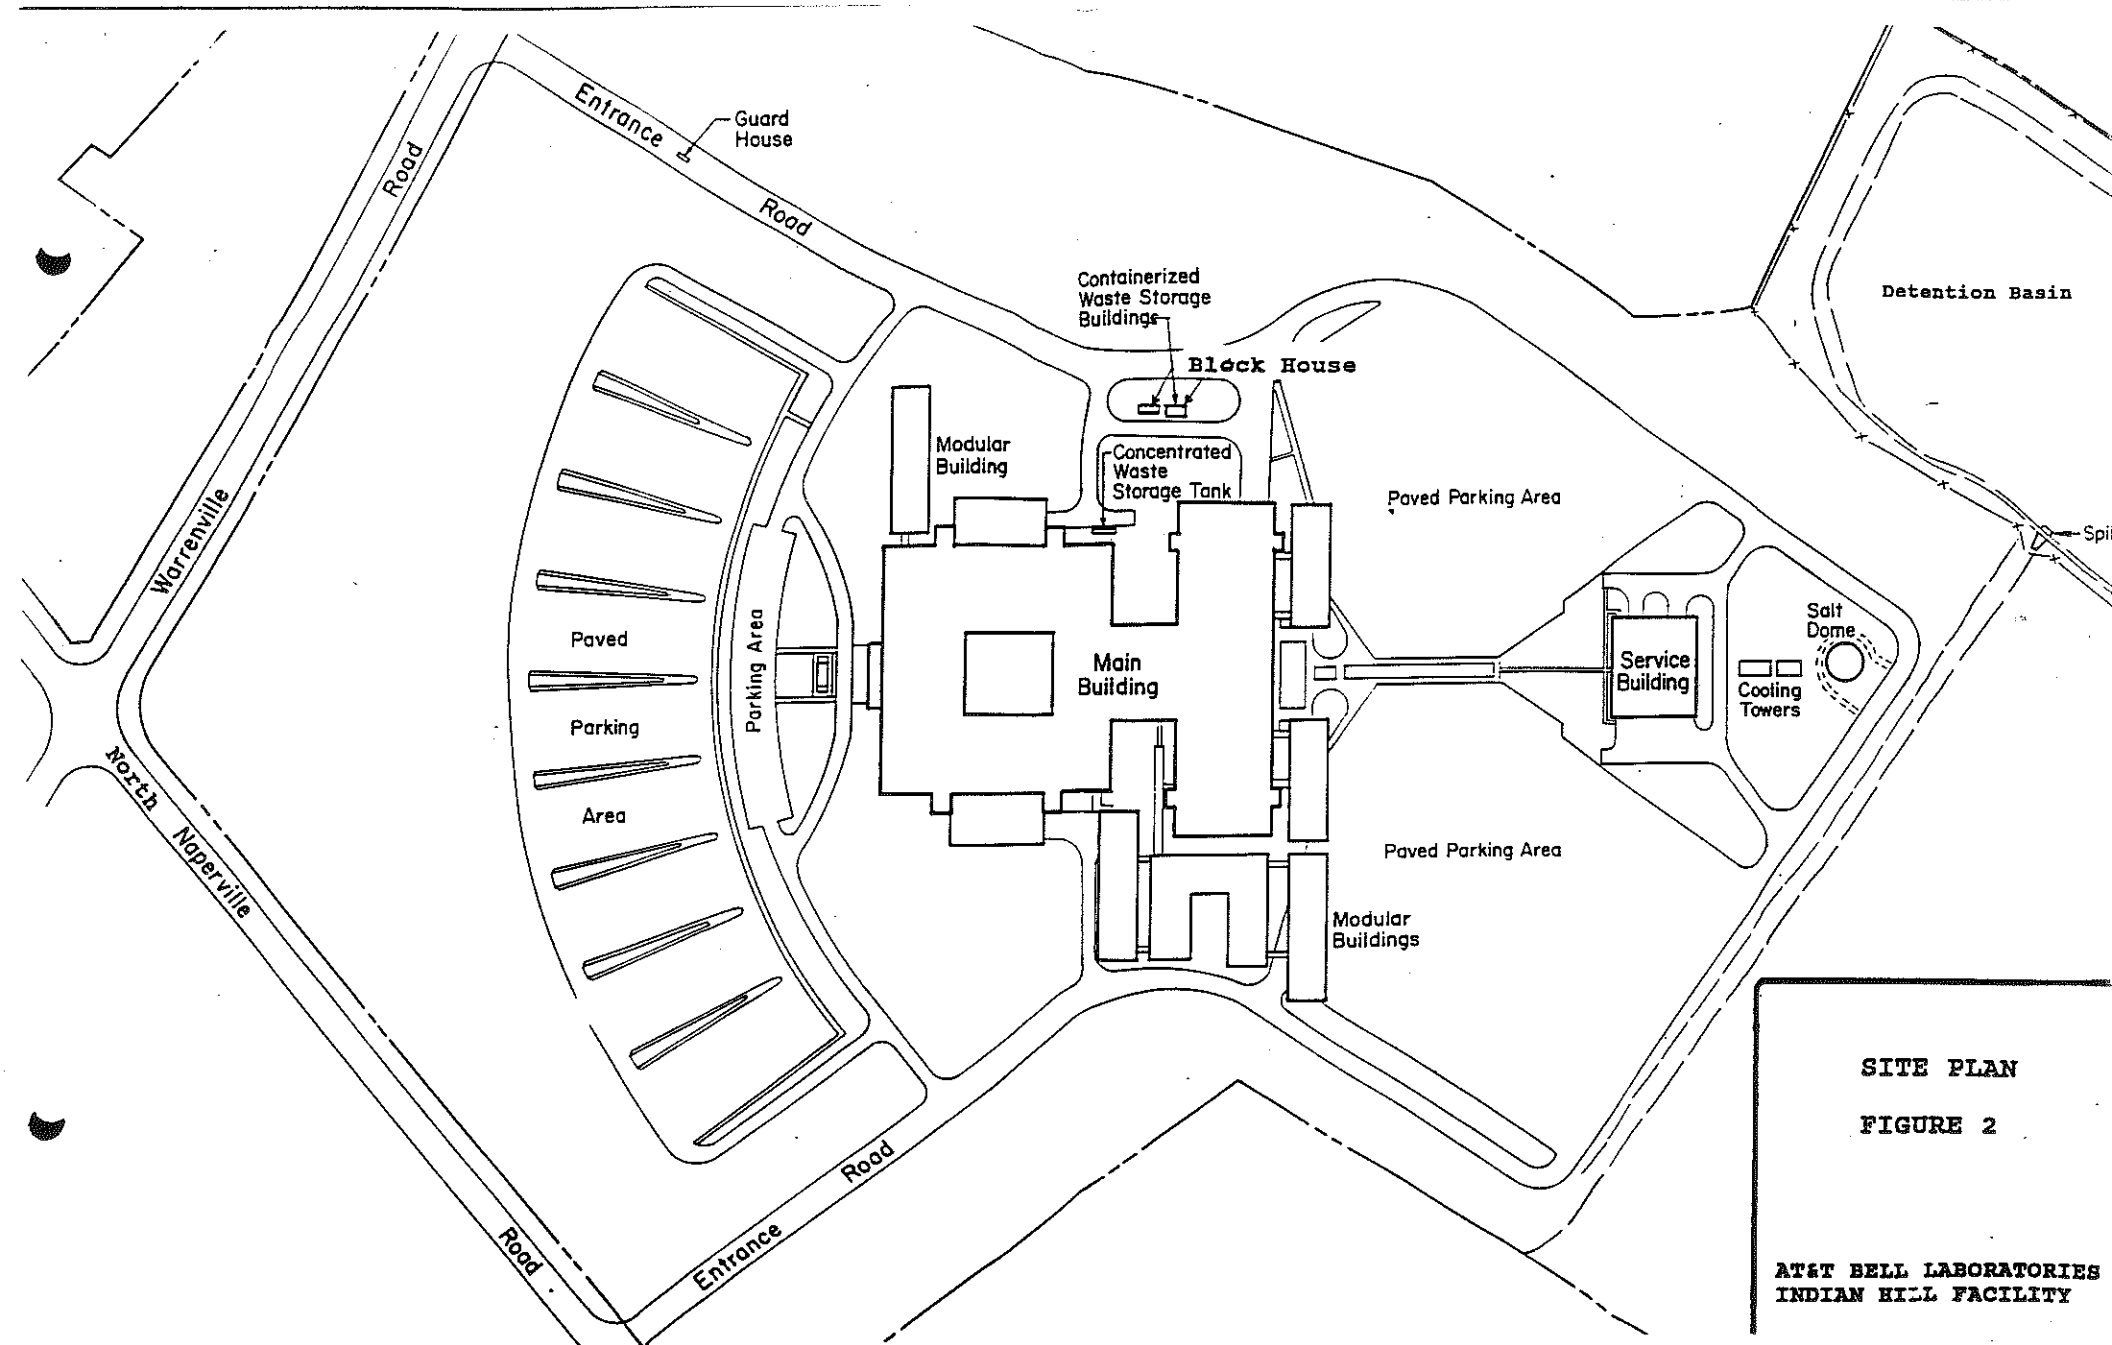 Entrance
Road
Guard
House
Road
Warrenville
Containerized
Waste Storage
Buildings
Block House
Detention Basin
Modular
Building
Concentrated
Waste
Storage Tank
Paved Parking Area
Spil
Paved
Parking
Area
Parking Area
Main
Building
Service
Building
Cooling
Towers
Salt
Dome
North Naperville
Road
Paved Parking Area
Modular
Buildings
Entrance
Road
SITE PLAN
FIGURE 2
AT&T BELL LABORATORIES
INDIAN HILL FACILITY